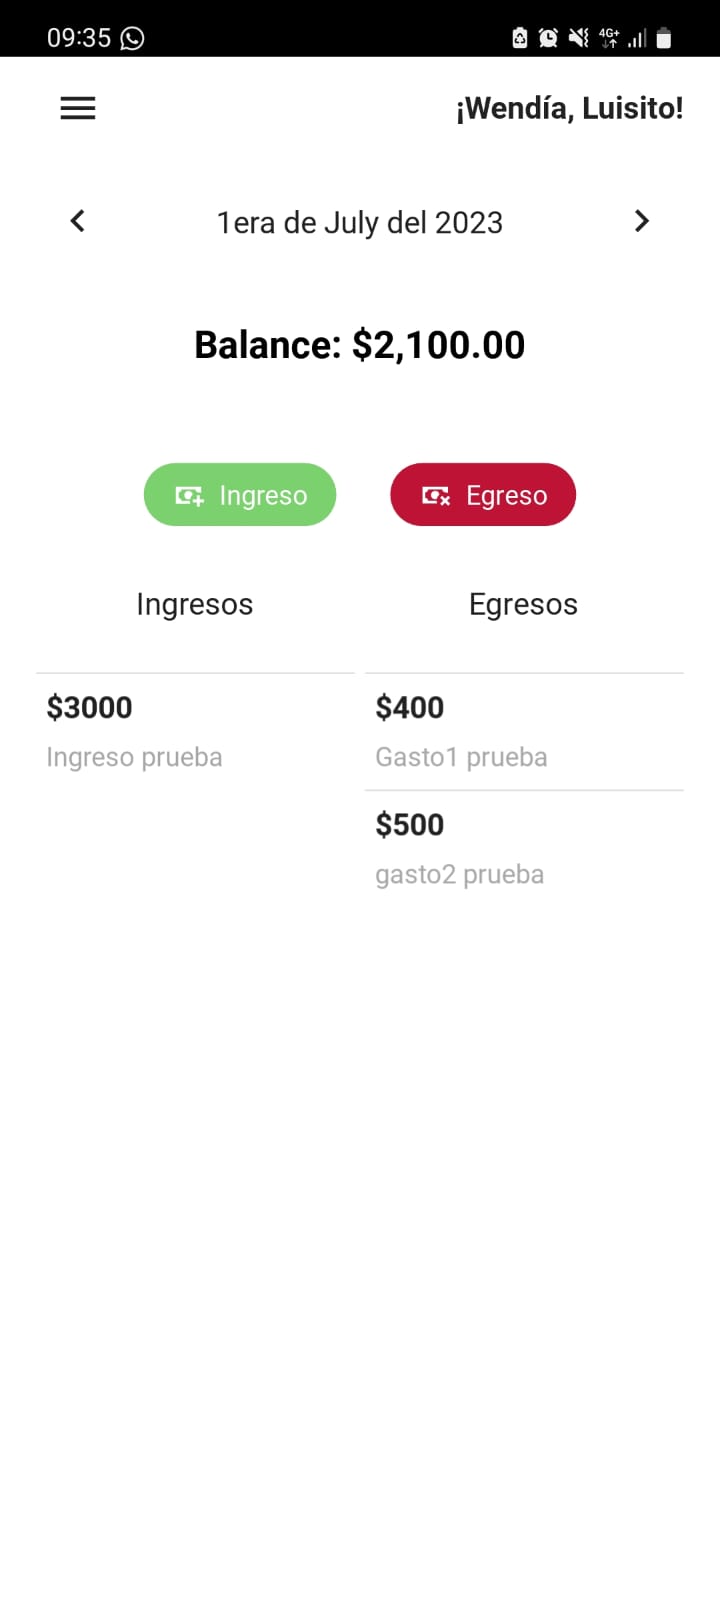 09:35
4G+
¡Wendía, Luisito!
1era de July del 2023
Balance: $2,100.00
Ingreso
Egreso
Ingresos
Egresos
$3000
Ingreso prueba
$400
Gasto1 prueba
$500
gasto2 prueba